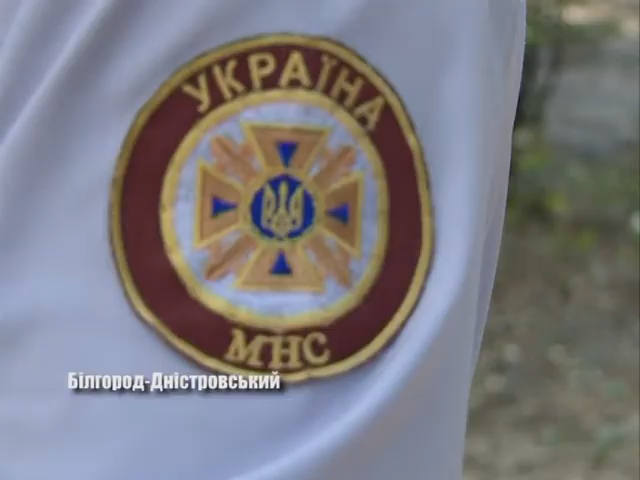 УКРАЇНА
МНС
Білгород-Дністровський